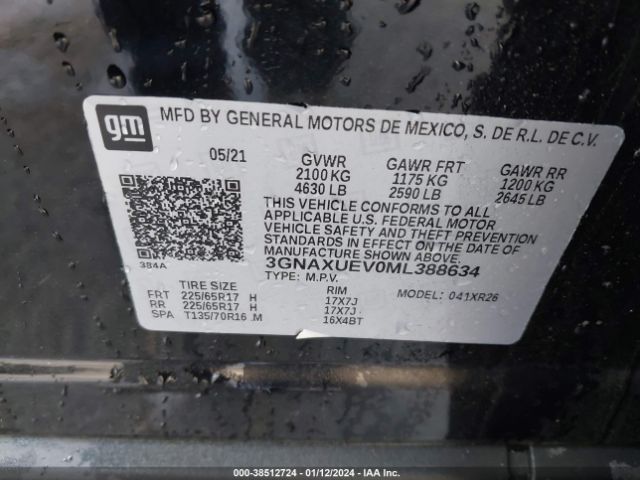 gm
MFD BY GENERAL MOTORS DE MEXICO, S. DE R.L. DE C.V.
05/21 GVWR GAWR FRT GAWR RR
2100 KG 1175 KG 1200 KG
4630 LB 2590 LB 2645 LB
THIS VEHICLE CONFORMS TO ALL
APPLICABLE U.S. FEDERAL MOTOR
VEHICLE SAFETY AND THEFT PREVENTION
STANDARDS IN EFFECT ON THE DATE OF
MANUFACTURE SHOWN ABOVE.
3GNAXUEV0ML388634
384A
TYPE: M.P.V.
TIRE SIZE RIM MODEL: 041XR26
FRT 225/65R17 H 17X7J
RR 225/65R17 H 17X7J
SPA T135/70R16 M 16X4BT
000-38512724 - 01/12/2024 - IAA Inc.